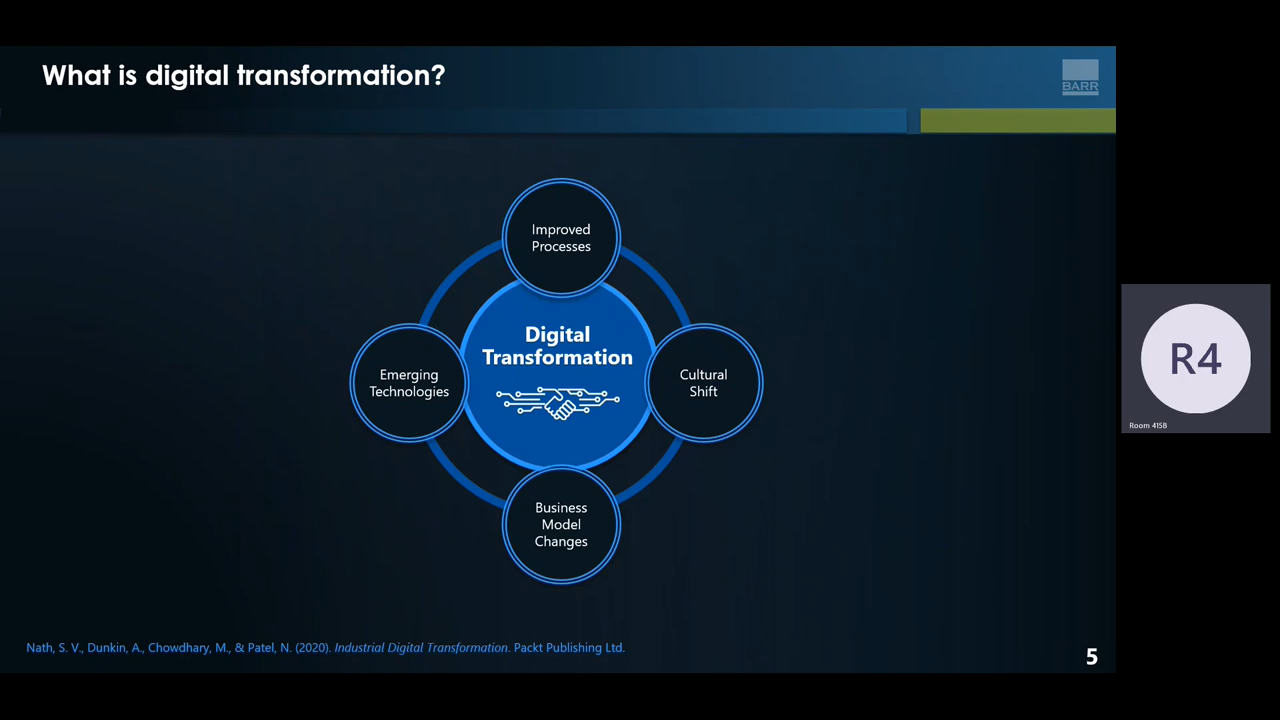 What is digital transformation?
BARR
Improved
Processes
Digital
Transformation
Emerging
Technologies
Cultural
Shift
R4
Room 415B
Business
Model
Changes
Nath, S. V., Dunkin, A., Chowdhary, M., & Patel, N. (2020). Industrial Digital Transformation. Packt Publishing Ltd.
5